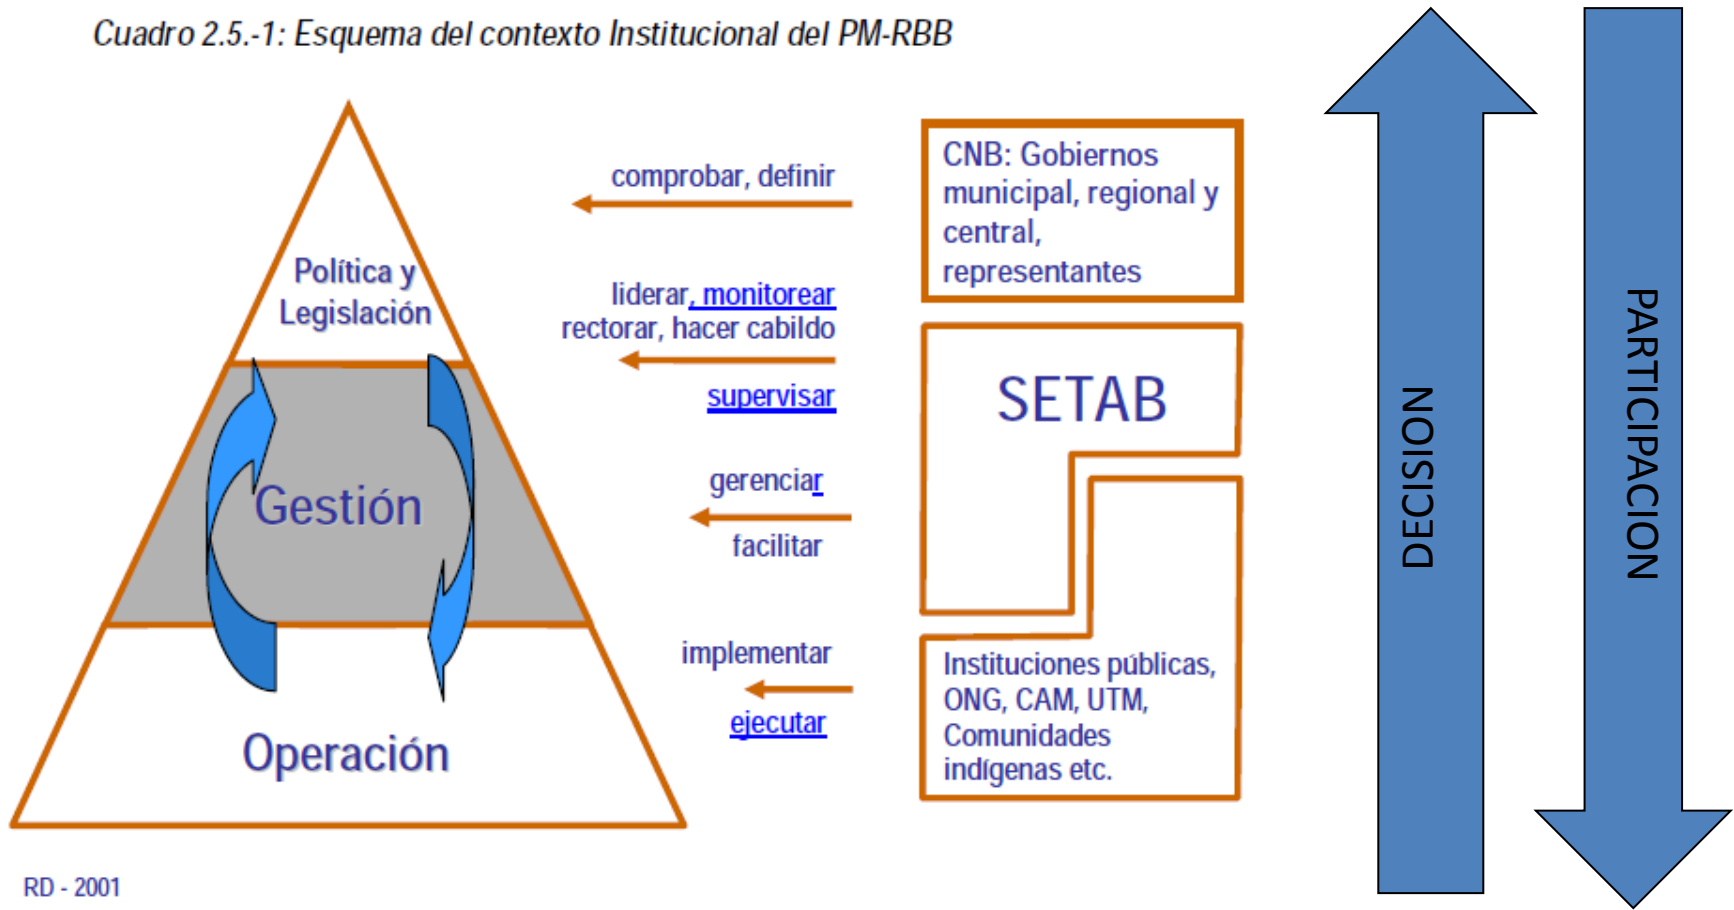 Cuadro 2.5.-1: Esquema del contexto Institucional del PM-RBB
Política y
Legislación
Gestión
Operación
comprobar, definir
liderar, monitorear
rectorar, hacer cabildo
supervisar
gerenciar
facilitar
implementar
ejecutar
CNB: Gobiernos
municipal, regional y
central,
representantes
SETAB
Instituciones públicas,
ONG, CAM, UTM,
Comunidades
indígenas etc.
DECISION
PARTICIPACION
RD - 2001